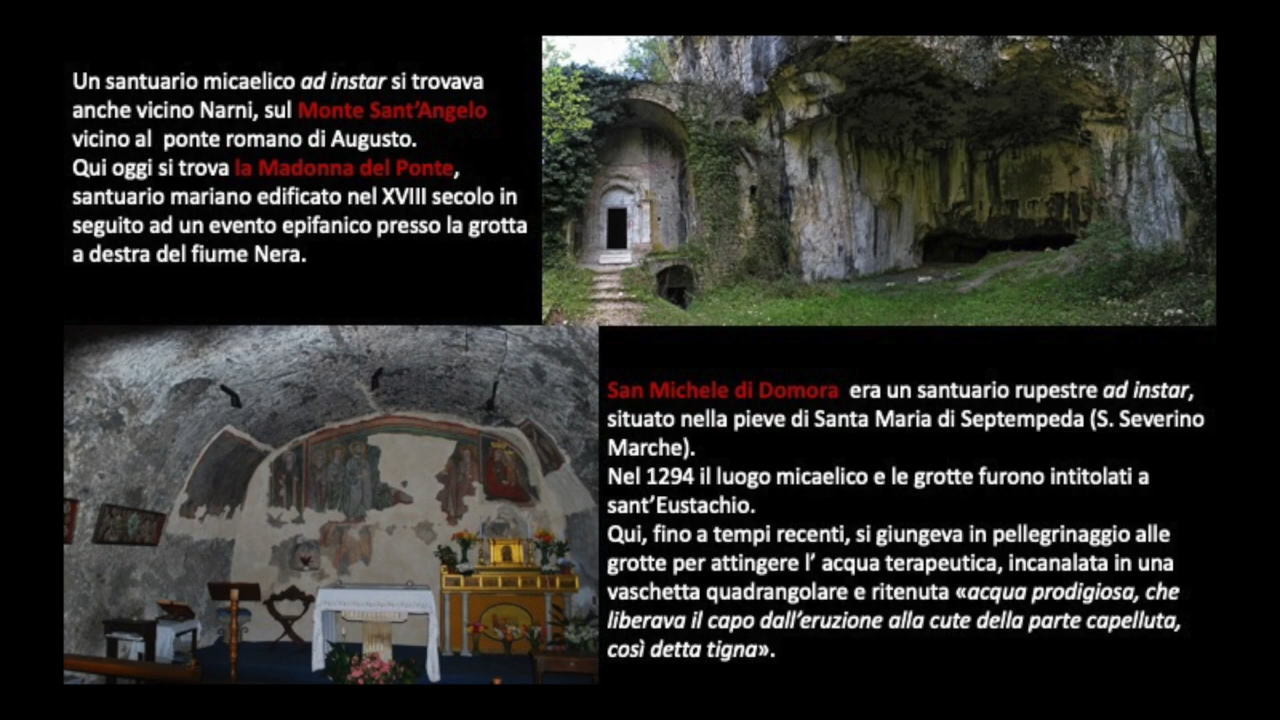 Un santuario micaelico ad instar si trovava
anche vicino Narni, sul Monte Sant’Angelo
vicino al ponte romano di Augusto.
Qui oggi si trova la Madonna del Ponte,
santuario mariano edificato nel XVIII secolo in
seguito ad un evento epifanico presso la grotta
a destra del fiume Nera.
San Michele di Domora era un santuario rupestre ad instar,
situato nella pieve di Santa Maria di Septempeda (S. Severino
Marche).
Nel 1294 il luogo micaelico e le grotte furono intitolati a
sant’Eustachio.
Qui, fino a tempi recenti, si giungeva in pellegrinaggio alle
grotte per attingere l’ acqua terapeutica, incanalata in una
vaschetta quadrangolare e ritenuta «acqua prodigiosa, che
liberava il capo dall’eruzione alla cute della parte capelluta,
così detta tigna».